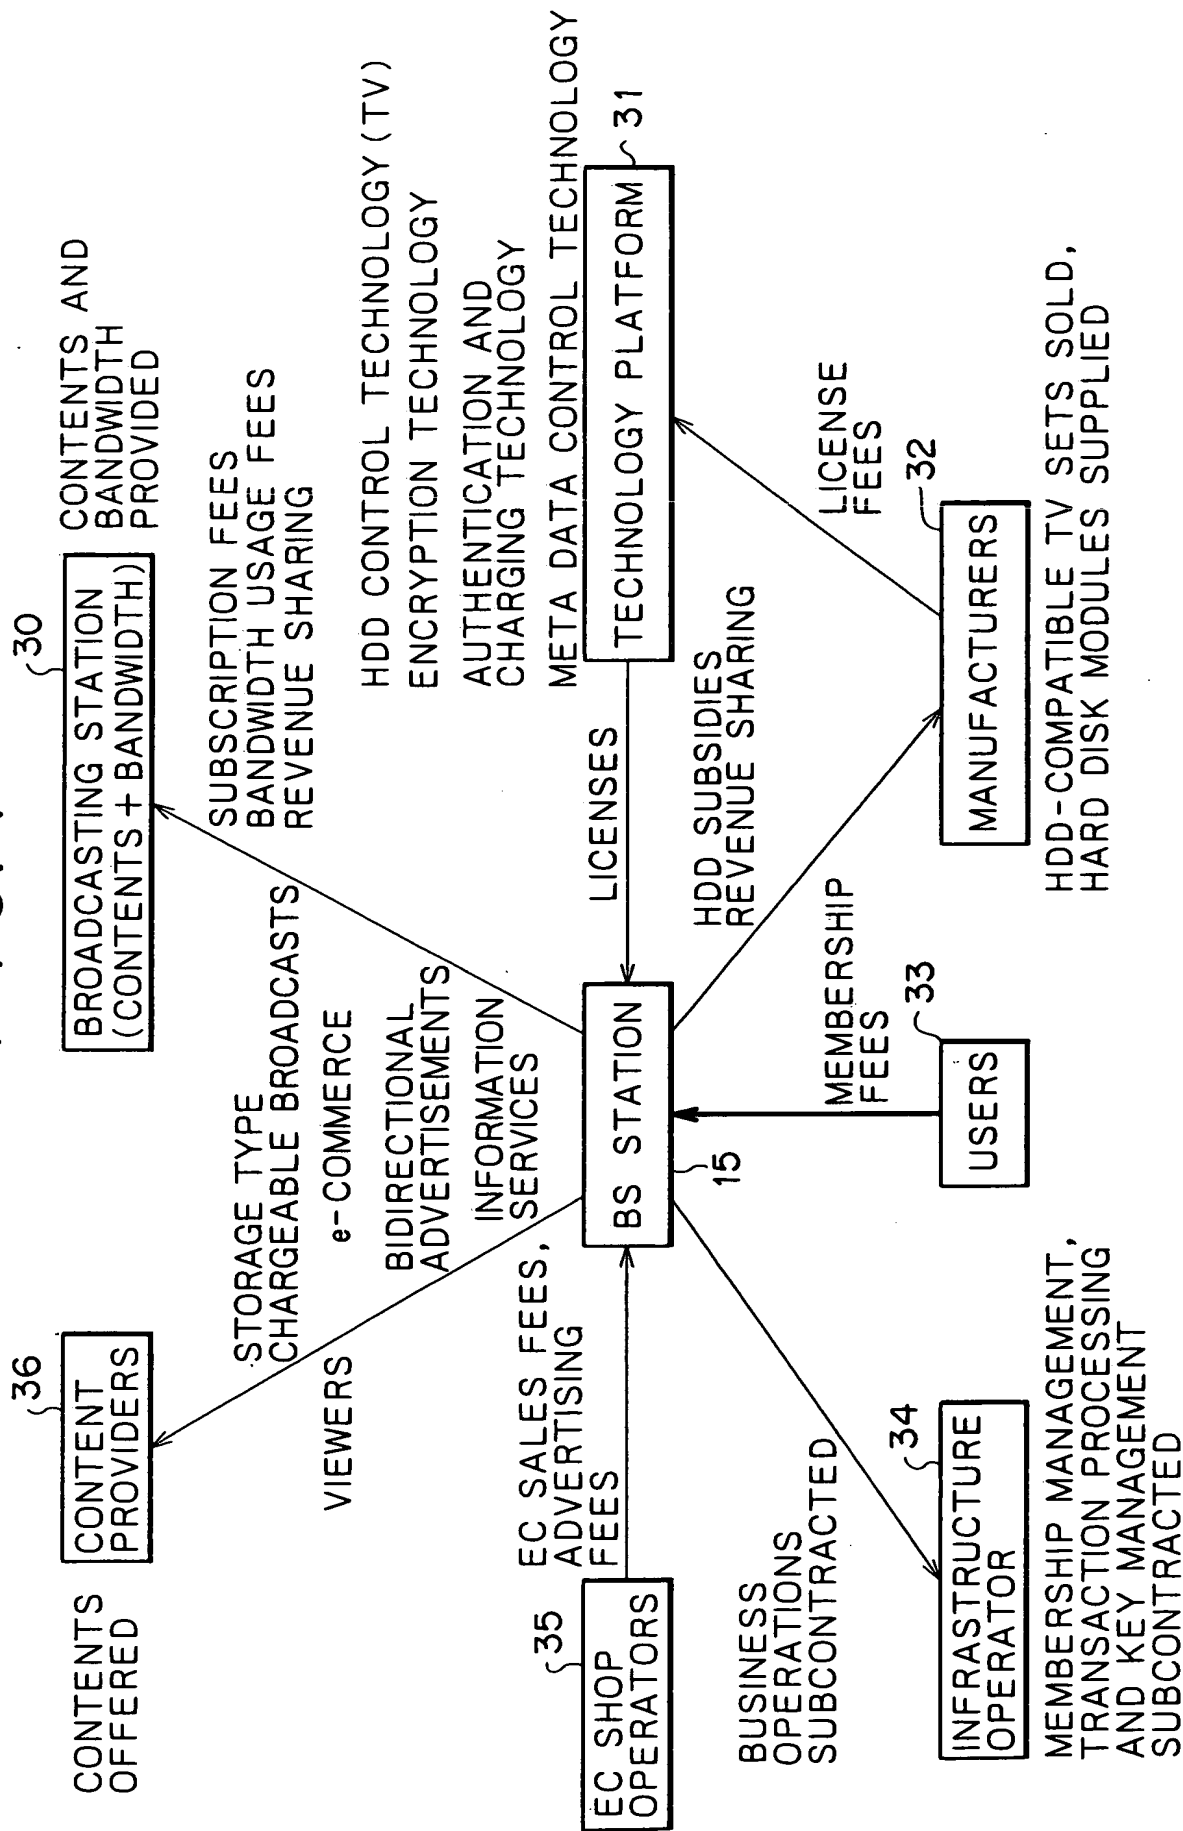 36
CONTENTS
OFFERED
CONTENT
PROVIDERS
30
BROADCASTING STATION
(CONTENTS + BANDWIDTH)
CONTENTS AND
BANDWIDTH
PROVIDED
STORAGE TYPE
CHARGEABLE BROADCASTS
e-COMMERCE
BIDIRECTIONAL
ADVERTISEMENTS
INFORMATION
SERVICES
VIEWERS
SUBSCRIPTION FEES
BANDWIDTH USAGE FEES
REVENUE SHARING
HDD CONTROL TECHNOLOGY (TV)
ENCRYPTION TECHNOLOGY
AUTHENTICATION AND
CHARGING TECHNOLOGY
META DATA CONTROL TECHNOLOGY
35
EC SHOP
OPERATORS
EC SALES FEES,
ADVERTISING
FEES
BS STATION
15
LICENSES
TECHNOLOGY PLATFORM
31
BUSINESS
OPERATIONS
SUBCONTRACTED
MEMBERSHIP
FEES
HDD SUBSIDIES
REVENUE SHARING
LICENSE
FEES
34
INFRASTRUCTURE
OPERATOR
MEMBERSHIP MANAGEMENT,
TRANSACTION PROCESSING
AND KEY MANAGEMENT
SUBCONTRACTED
33
USERS
32
MANUFACTURERS
HDD-COMPATIBLE TV SETS SOLD,
HARD DISK MODULES SUPPLIED